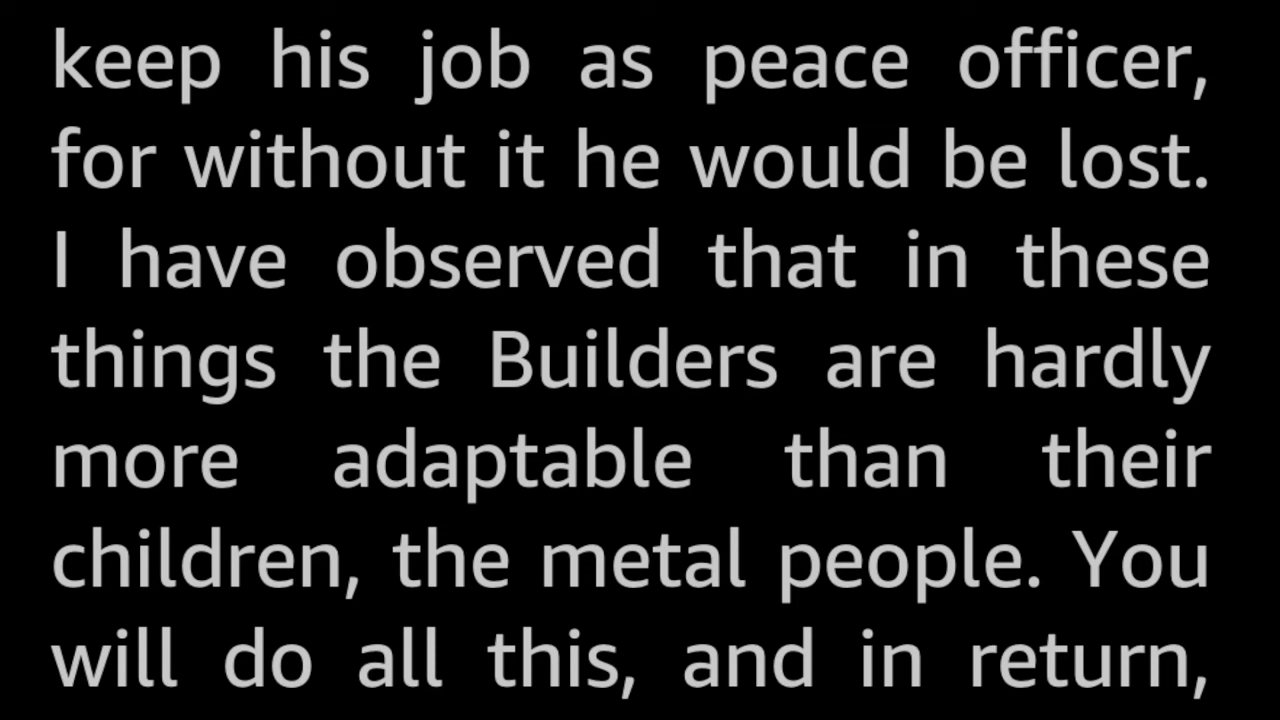 keep his job as peace officer,
for without it he would be lost.
I have observed that in these
things the Builders are hardly
more adaptable than their
children, the metal people. You
will do all this, and in return,